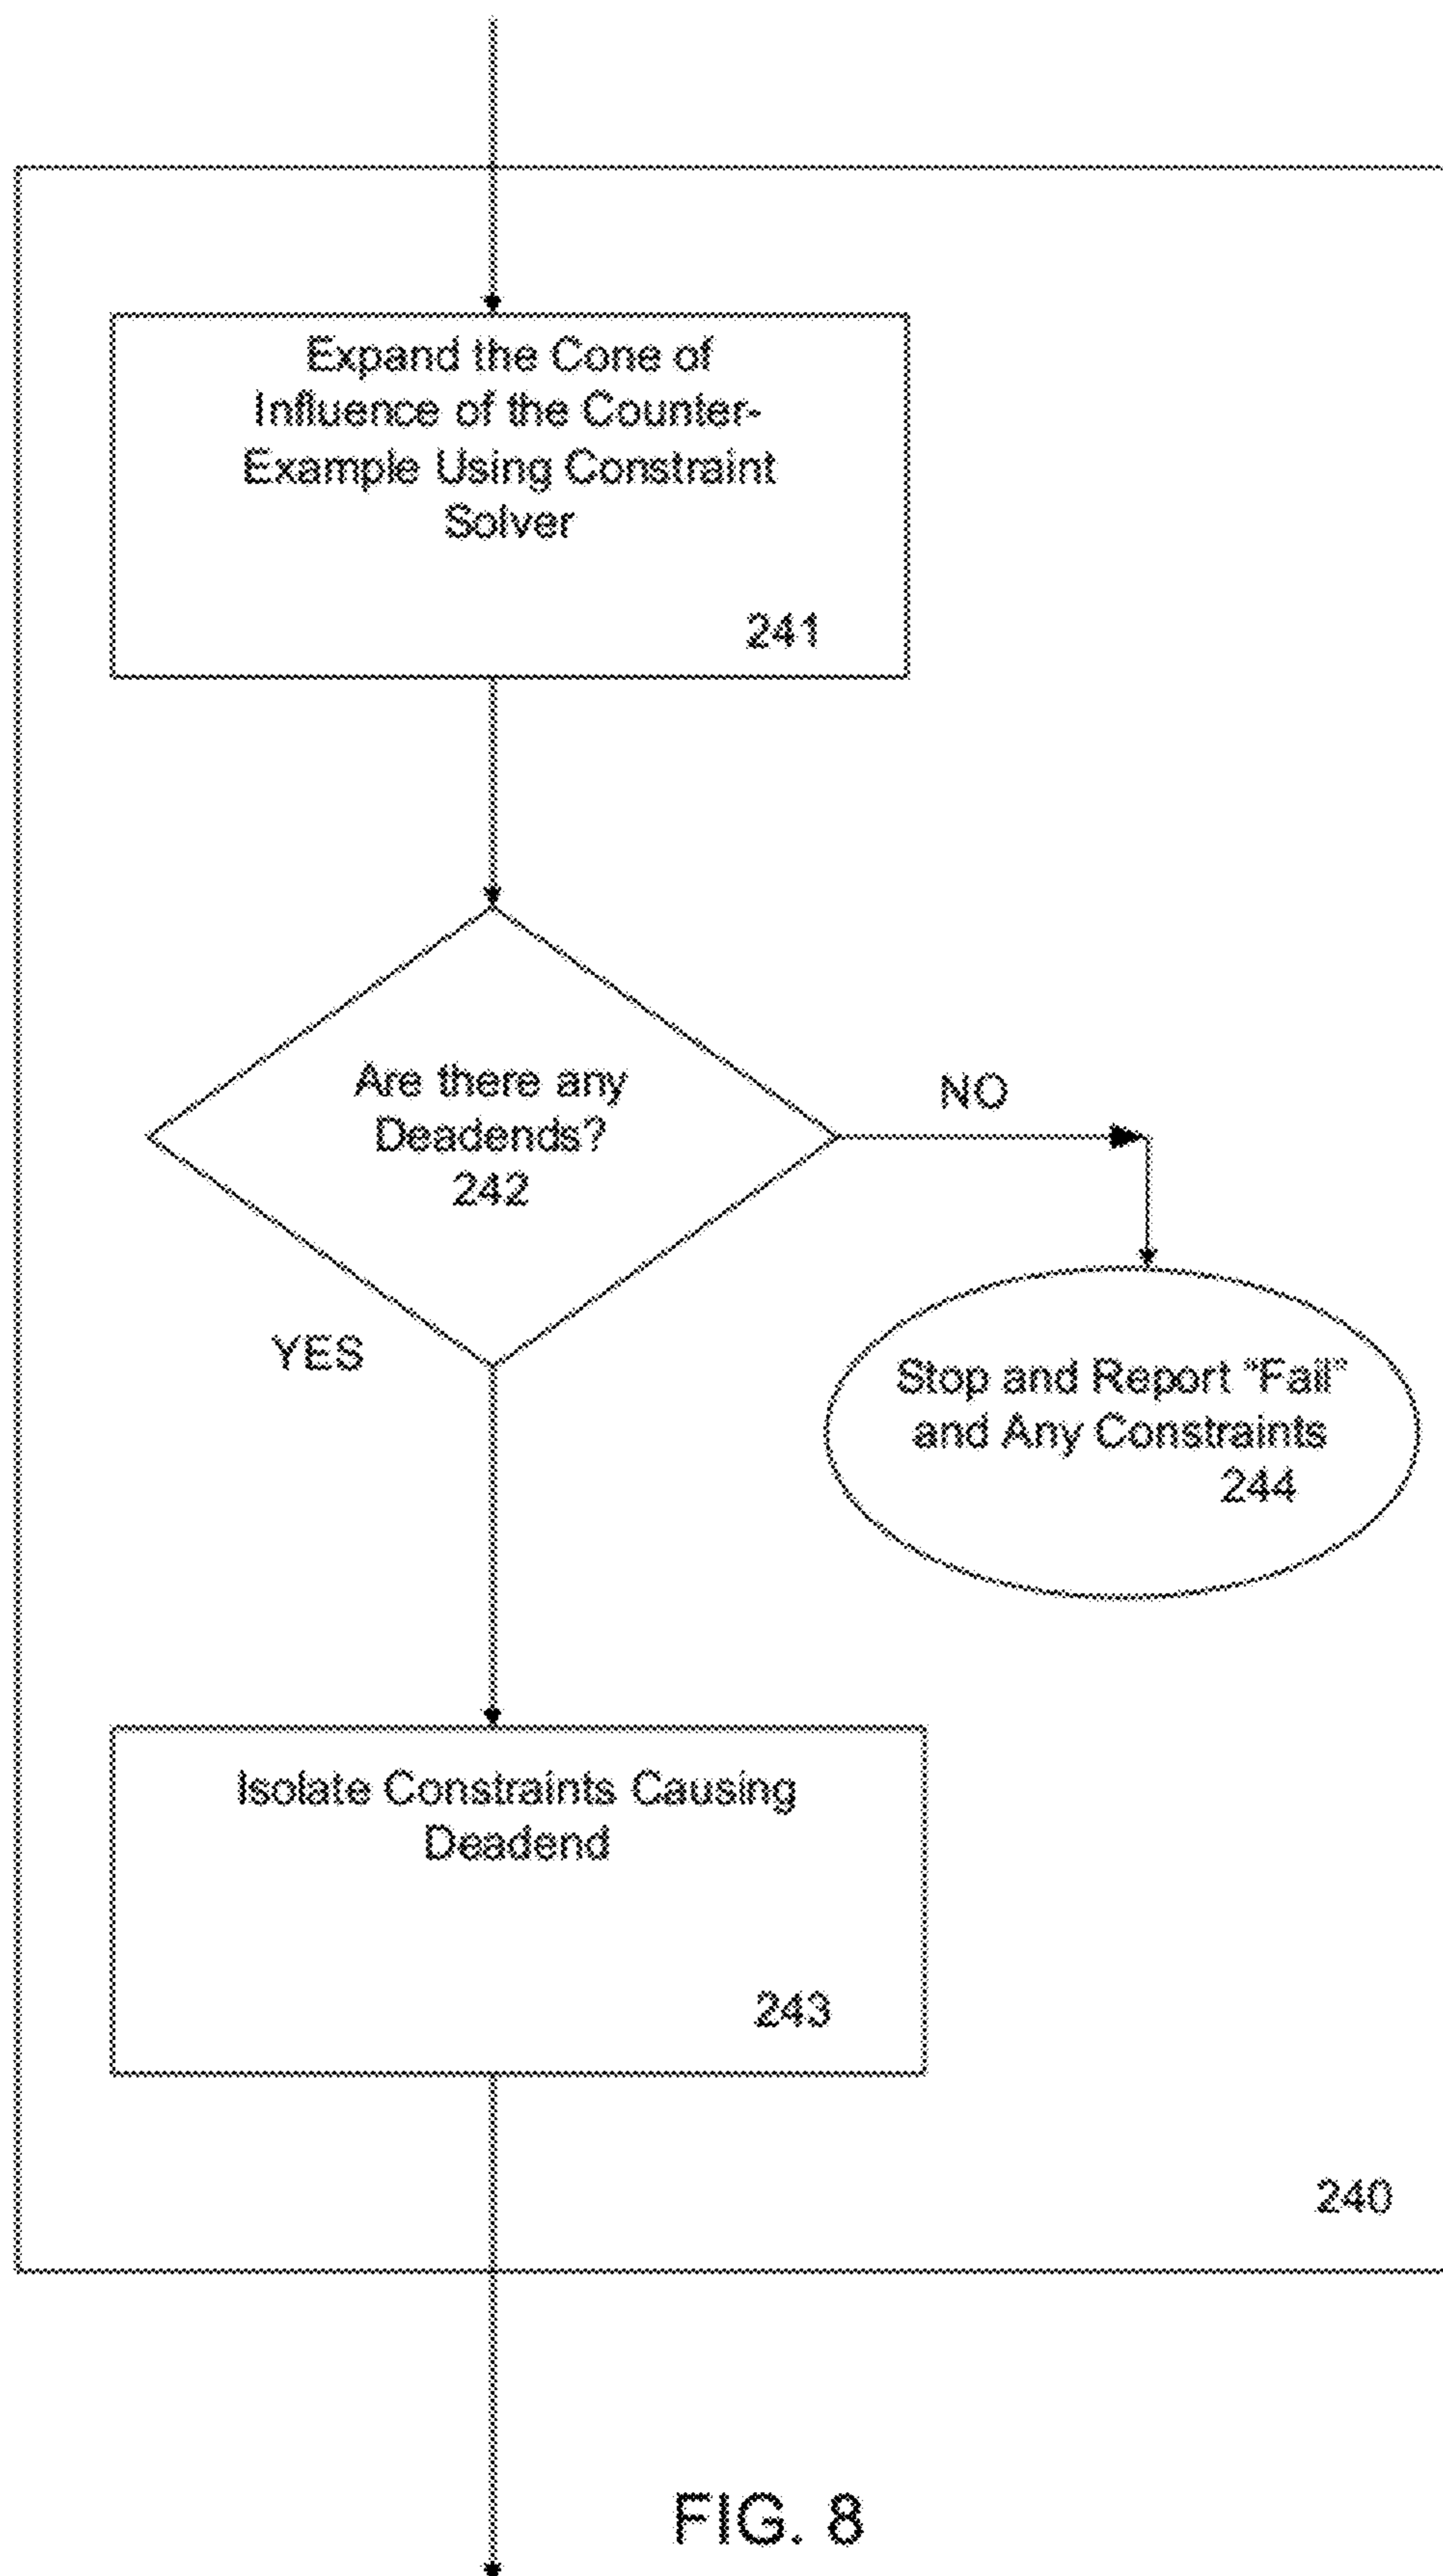 Expand the Cone of
Influence of the Counter-
Example Using Constraint
Solver
241
Are there any
Deadends?
242
NO
YES
Stop and Report "Fail"
and Any Constraints
244
Isolate Constraints Causing
Deadend
243
240
FIG. 8